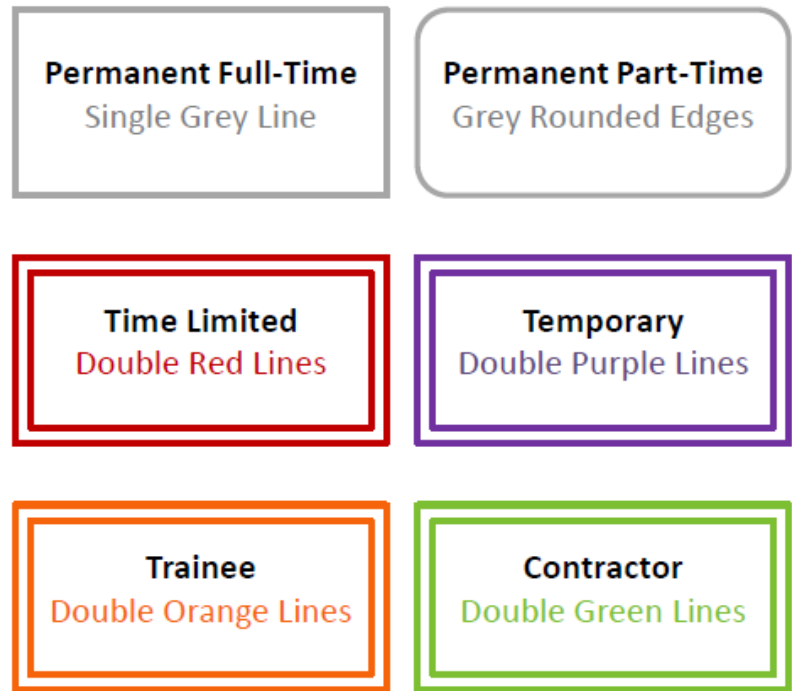 Permanent Full-Time
Single Grey Line
Permanent Part-Time
Grey Rounded Edges
Time Limited
Double Red Lines
Temporary
Double Purple Lines
Trainee
Double Orange Lines
Contractor
Double Green Lines